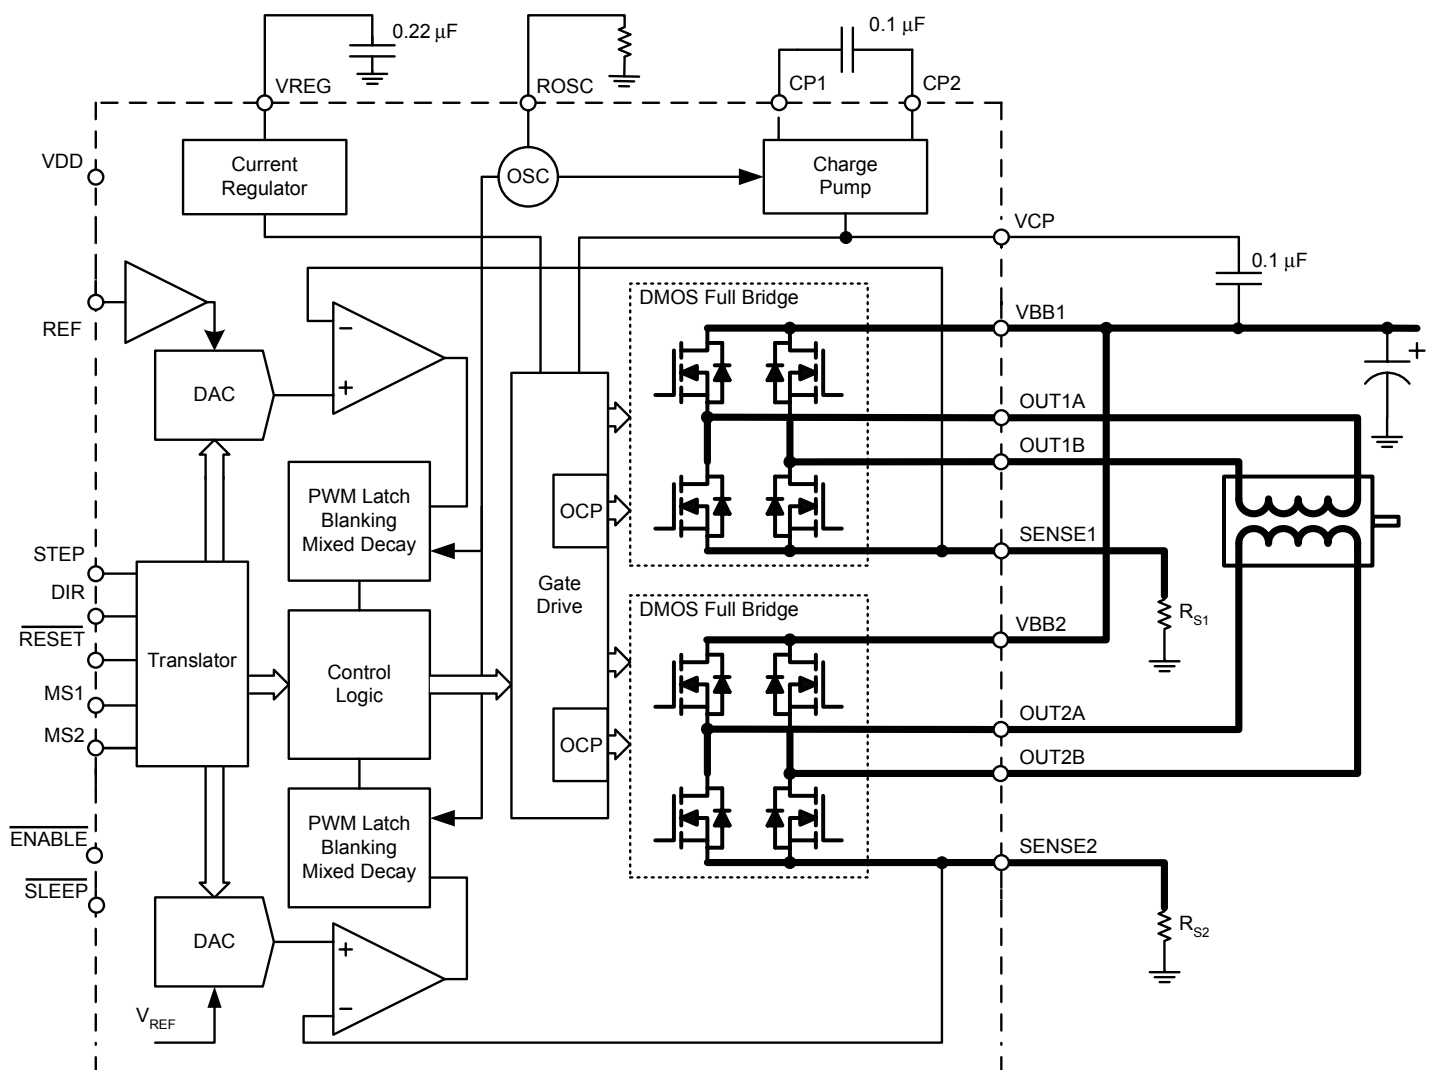 0.22 µF
0.1 µF
VREG
ROSC
CP1
CP2
VDD
Current
Regulator
OSC
Charge
Pump
VCP
0.1 µF
REF
DMOS Full Bridge
VBB1
+
DAC
−
+
OUT1A
OUT1B
PWM Latch
Blanking
Mixed Decay
OCP
SENSE1
STEP
DIR
RESET
MS1
MS2
Translator
Control
Logic
Gate
Drive
DMOS Full Bridge
RS1
VBB2
OUT2A
OUT2B
OCP
PWM Latch
Blanking
Mixed Decay
ENABLE
SLEEP
SENSE2
RS2
DAC
+
−
VREF